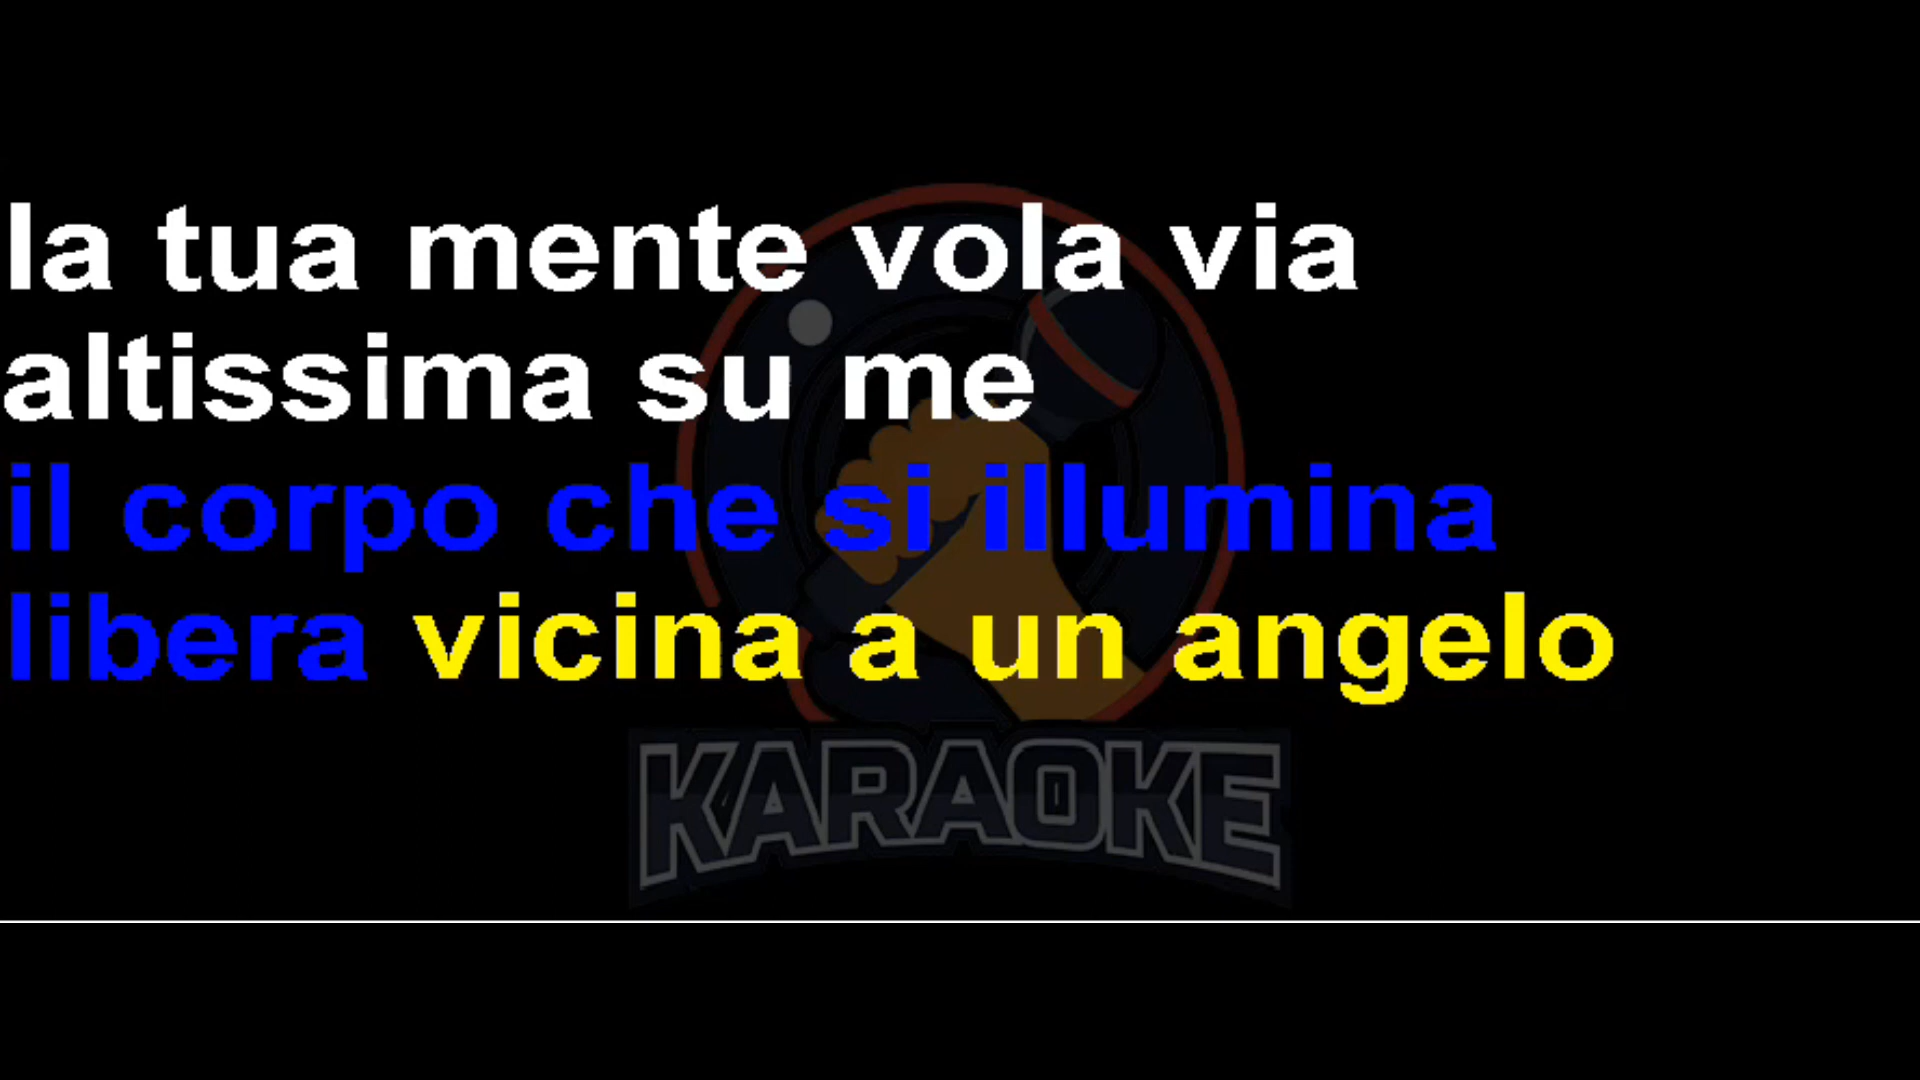 la tua mente vola via
altissima su me
il corpo che si illumina
libera vicina a un angelo
KARAOKE